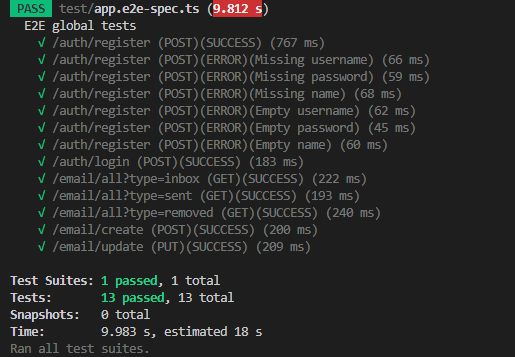 PASS test/app.e2e-spec.ts (9.812 s)
E2E global tests
√ /auth/register (POST)(SUCCESS) (767 ms)
√ /auth/register (POST)(ERROR)(Missing username) (66 ms)
√ /auth/register (POST)(ERROR)(Missing password) (59 ms)
√ /auth/register (POST)(ERROR)(Missing name) (68 ms)
√ /auth/register (POST)(ERROR)(Empty username) (62 ms)
√ /auth/register (POST)(ERROR)(Empty password) (45 ms)
√ /auth/register (POST)(ERROR)(Empty name) (60 ms)
√ /auth/login (POST)(SUCCESS) (183 ms)
√ /email/all?type=inbox (GET)(SUCCESS) (222 ms)
√ /email/all?type=sent (GET)(SUCCESS) (193 ms)
√ /email/all?type=removed (GET)(SUCCESS) (240 ms)
√ /email/create (POST)(SUCCESS) (200 ms)
√ /email/update (PUT)(SUCCESS) (209 ms)
Test Suites: 1 passed, 1 total
Tests: 13 passed, 13 total
Snapshots: 0 total
Time: 9.983 s, estimated 18 s
Ran all test suites.